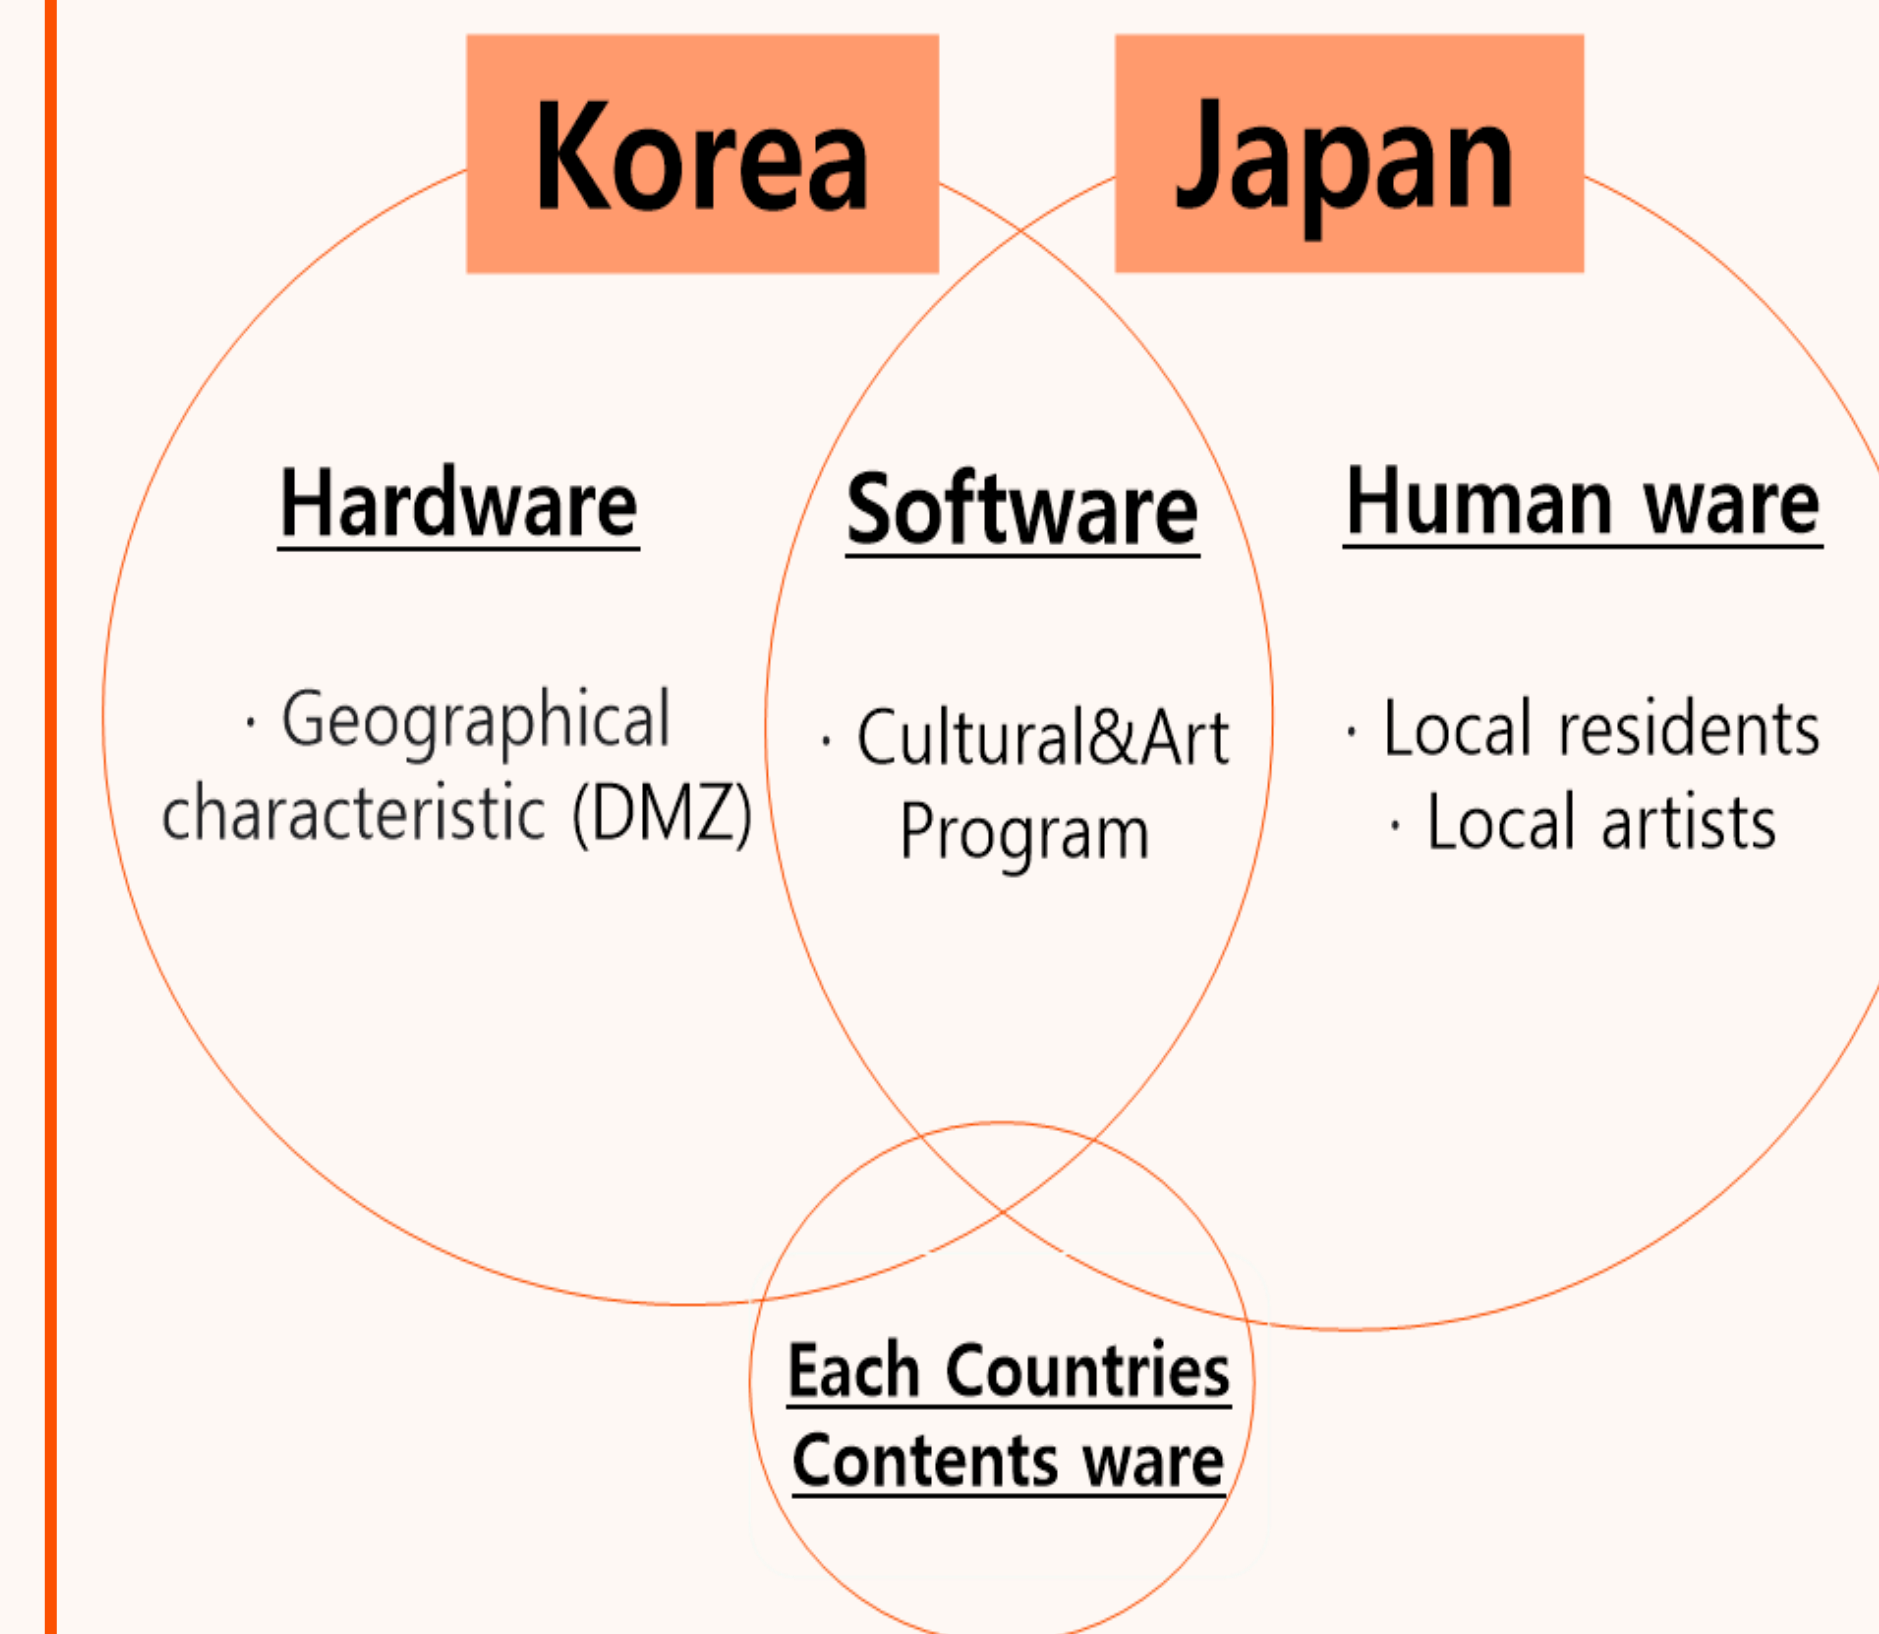 Korea
Japan
Hardware
· Geographical
characteristic (DMZ)
Software
· Cultural&Art
Program
Human ware
· Local residents
· Local artists
Each Countries
Contents ware